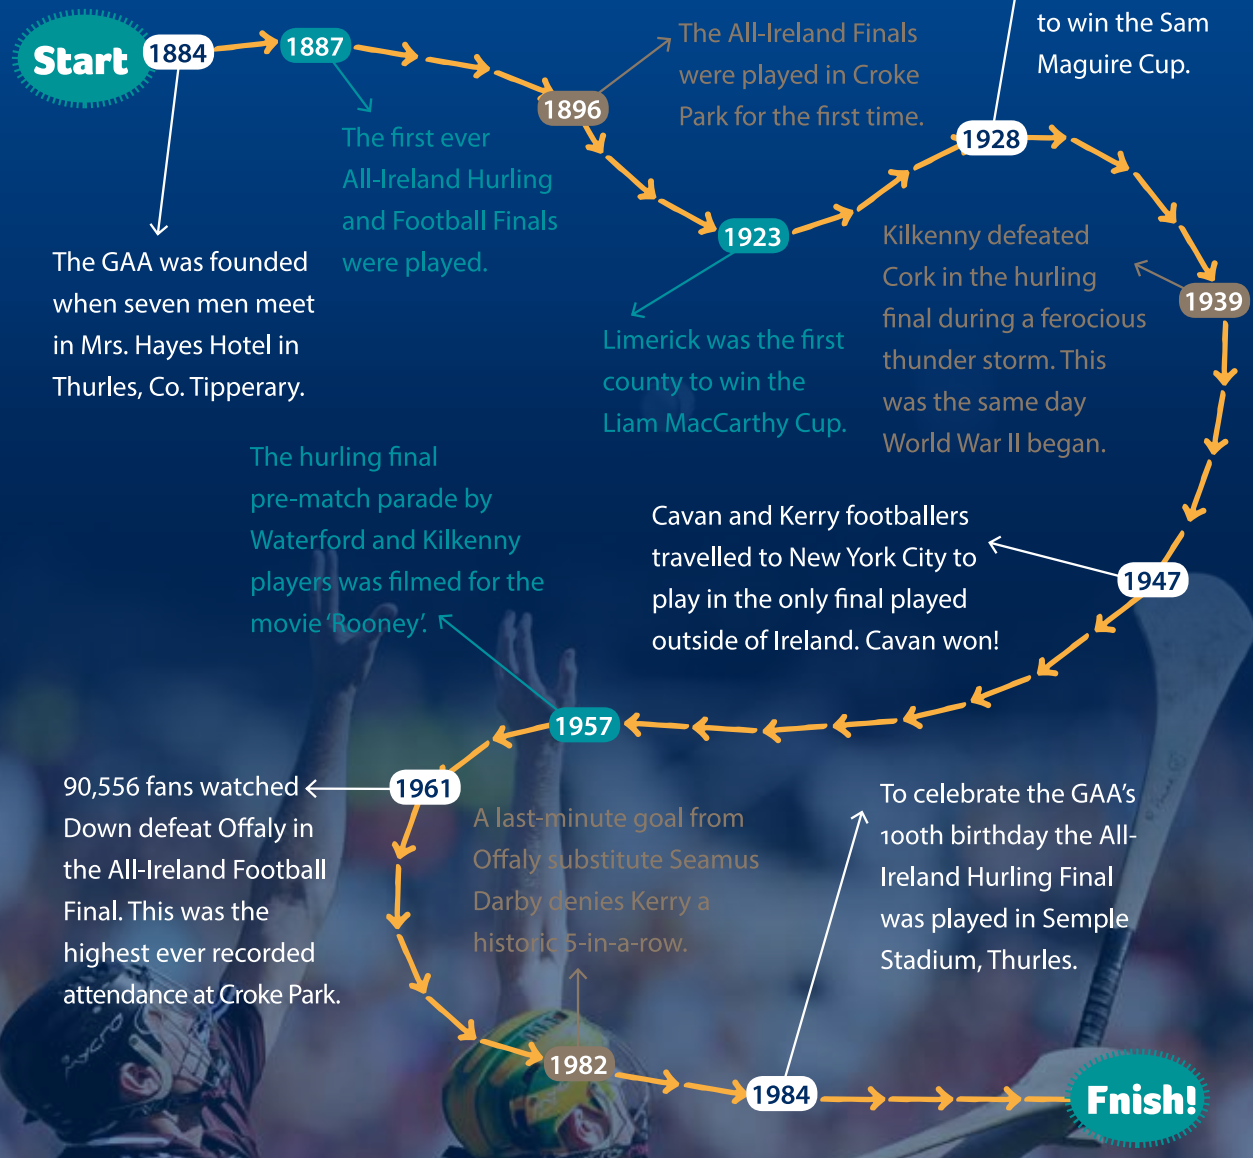 to win the Sam
Maguire Cup.
Start
1884
1887
1896
The All-Ireland Finals
were played in Croke
Park for the first time.
1928
The first ever
All-Ireland Hurling
and Football Finals
were played.
1923
Kilkenny defeated
Cork in the hurling
final during a ferocious
thunder storm. This
was the same day
World War II began.
1939
The GAA was founded
when seven men meet
in Mrs. Hayes Hotel in
Thurles, Co. Tipperary.
Limerick was the first
county to win the
Liam MacCarthy Cup.
The hurling final
pre-match parade by
Waterford and Kilkenny
players was filmed for the
movie 'Rooney'.
Cavan and Kerry footballers
travelled to New York City to
play in the only final played
outside of Ireland. Cavan won!
1947
1957
1961
90,556 fans watched
Down defeat Offaly in
the All-Ireland Football
Final. This was the
highest ever recorded
attendance at Croke Park.
A last-minute goal from
Offaly substitute Seamus
Darby denies Kerry a
historic 5-in-a-row.
To celebrate the GAA's
100th birthday the All-
Ireland Hurling Final
was played in Semple
Stadium, Thurles.
1982
1984
Fnish!